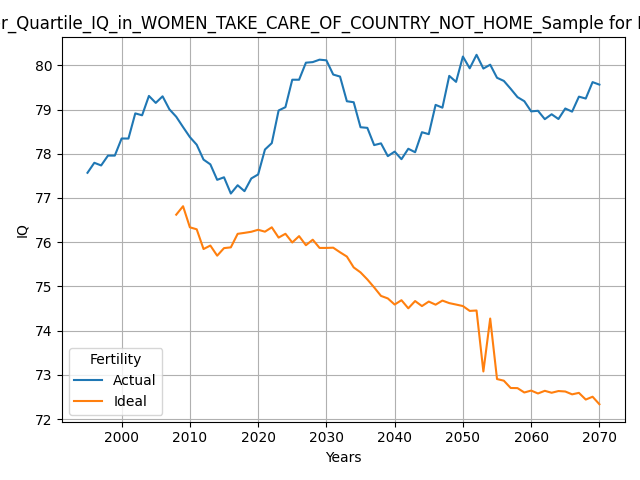 r_Quartile_IQ_in_WOMEN_TAKE_CARE_OF_COUNTRY_NOT_HOME_Sample for
80
79
78
77
76
75
74
73
72
IQ
Fertility
Actual
Ideal
2000
2010
2020
2030
2040
2050
2060
2070
Years